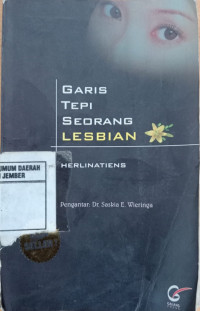 GARIS
TEPI
SEORANG
LESBIAN
HERLINATIENS
UMUM DAERAH
JEMBER
Pengantar: Dr. Saskia E. Wieringa